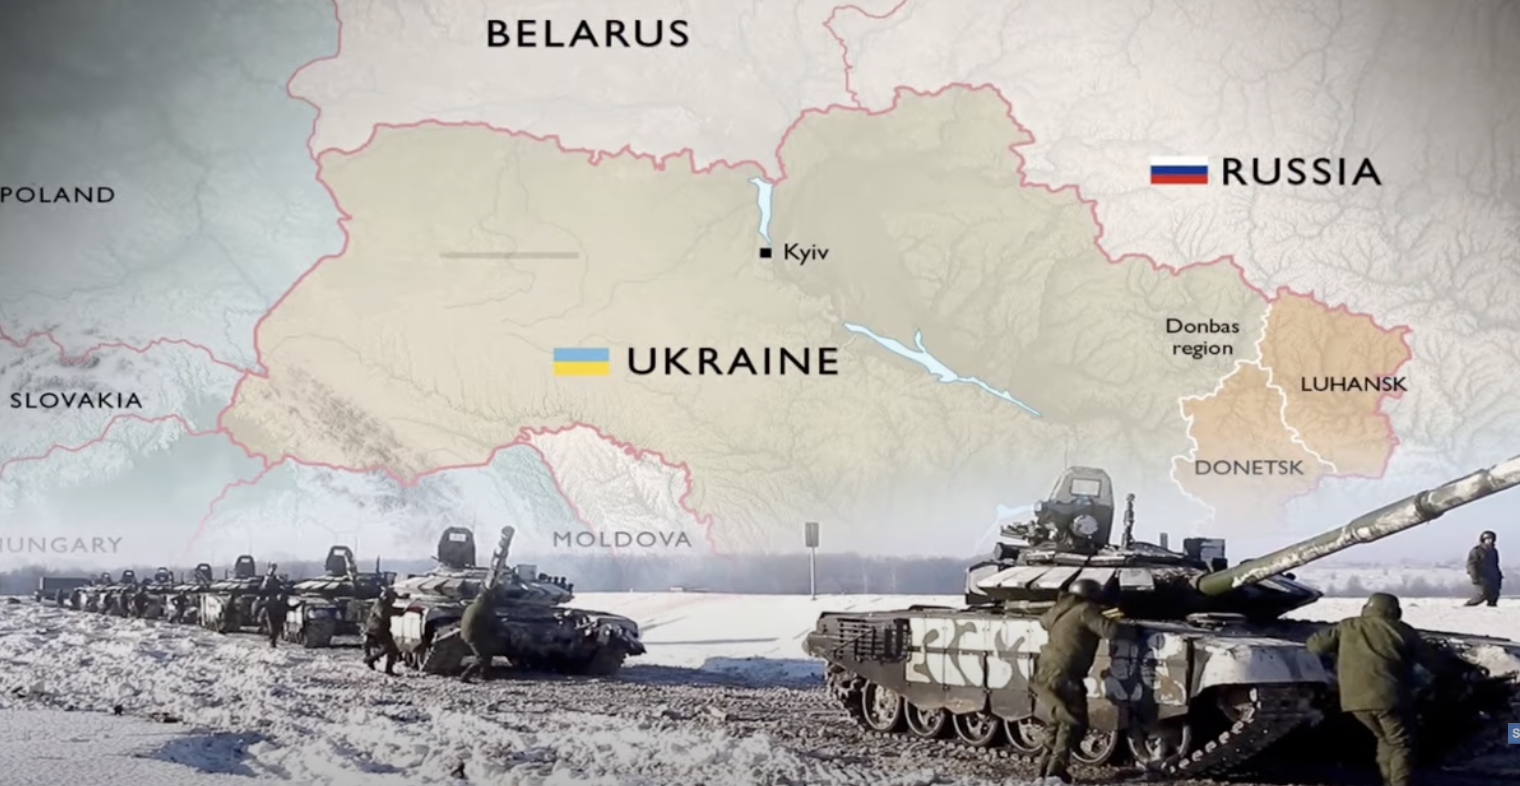 BELARUS
RUSSIA
POLAND
Kyiv
Donbas
region
UKRAINE
LUHANSK
SLOVAKIA
DONETSK
MOLDOVA
HUNGARY
S